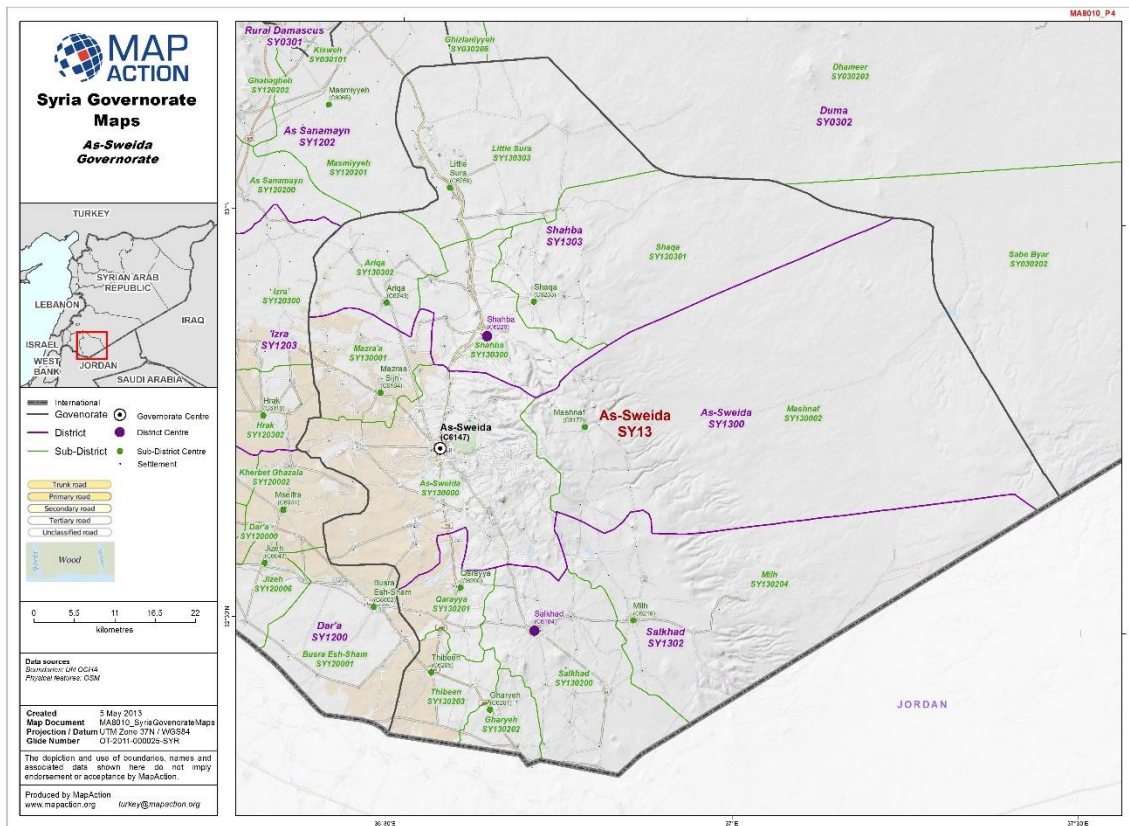 MA8010_P4
MAP
ACTION
Syria Governorate
Maps
As-Sweida
Governorate
TURKEY
SYRIAN ARAB
REPUBLIC
LEBANON
IRAQ
ISRAEL
WEST
BANK
JORDAN
SAUDI ARABIA
International
Govenorate
Governorate Centre
District
District Centre
Sub-District
Sub-District Centre
Settlement
Trunk road
Primary road
Secondary road
Tertiary road
Unclassified road
River
Wood
0 5.5 11 16.5 22
kilometres
Data sources
Boundaries: UN OCHA
Physical features: OSM
Created 5 May 2013
Map Document MA8010_SyriaGovenorateMaps
Projection / Datum UTM Zone 37N / WGS84
Glide Number OT-2011-000025-SYR
The depiction and use of boundaries, names and
associated data shown here do not imply
endorsement or acceptance by MapAction.
Produced by MapAction
www.mapaction.org turkey@mapaction.org
Rural Damascus
SY0301
Kisweh
SY030101
Ghizlaniyyeh
SY030206
Dhameer
SY030203
Ghabagheb
SY120202
Masmiyyeh
Duma
SY0302
As Sanamayn
SY1202
Masmiyyeh
SY120201
Little Sura
SY130303
Little
Sura
As Sanamayn
SY120200
Shahba
SY1303
Shaqa
SY130301
Sabe Byar
SY030202
Ariqa
SY130302
Ariqa
Shaqa
'Izra'
SY120300
'Izra
SY1203
Shahba
Shahba
SY130300
Mazra'a
SY130001
Mazraa
Sijn
Hrak
Hrak
SY120302
Mashnaf
As-Sweida
SY13
As-Sweida
SY1300
Mashnaf
SY130002
As-Sweida
(C6147)
Kherbet Ghazala
SY120002
Mseifra
As-Sweida
SY130000
Dar'a
SY120000
Jizeh
Jizeh
SY120006
Busra
Esh-Sham
Qarayya
Qarayya
SY130201
Milh
SY130204
Milh
Salkhad
Salkhad
SY1302
Dar'a
SY1200
Busra Esh-Sham
SY120001
Thibeen
Thibeen
SY130203
Salkhad
SY130200
Gharyeh
Gharyeh
SY130202
JORDAN
36°30'E
37°E
37°30'E